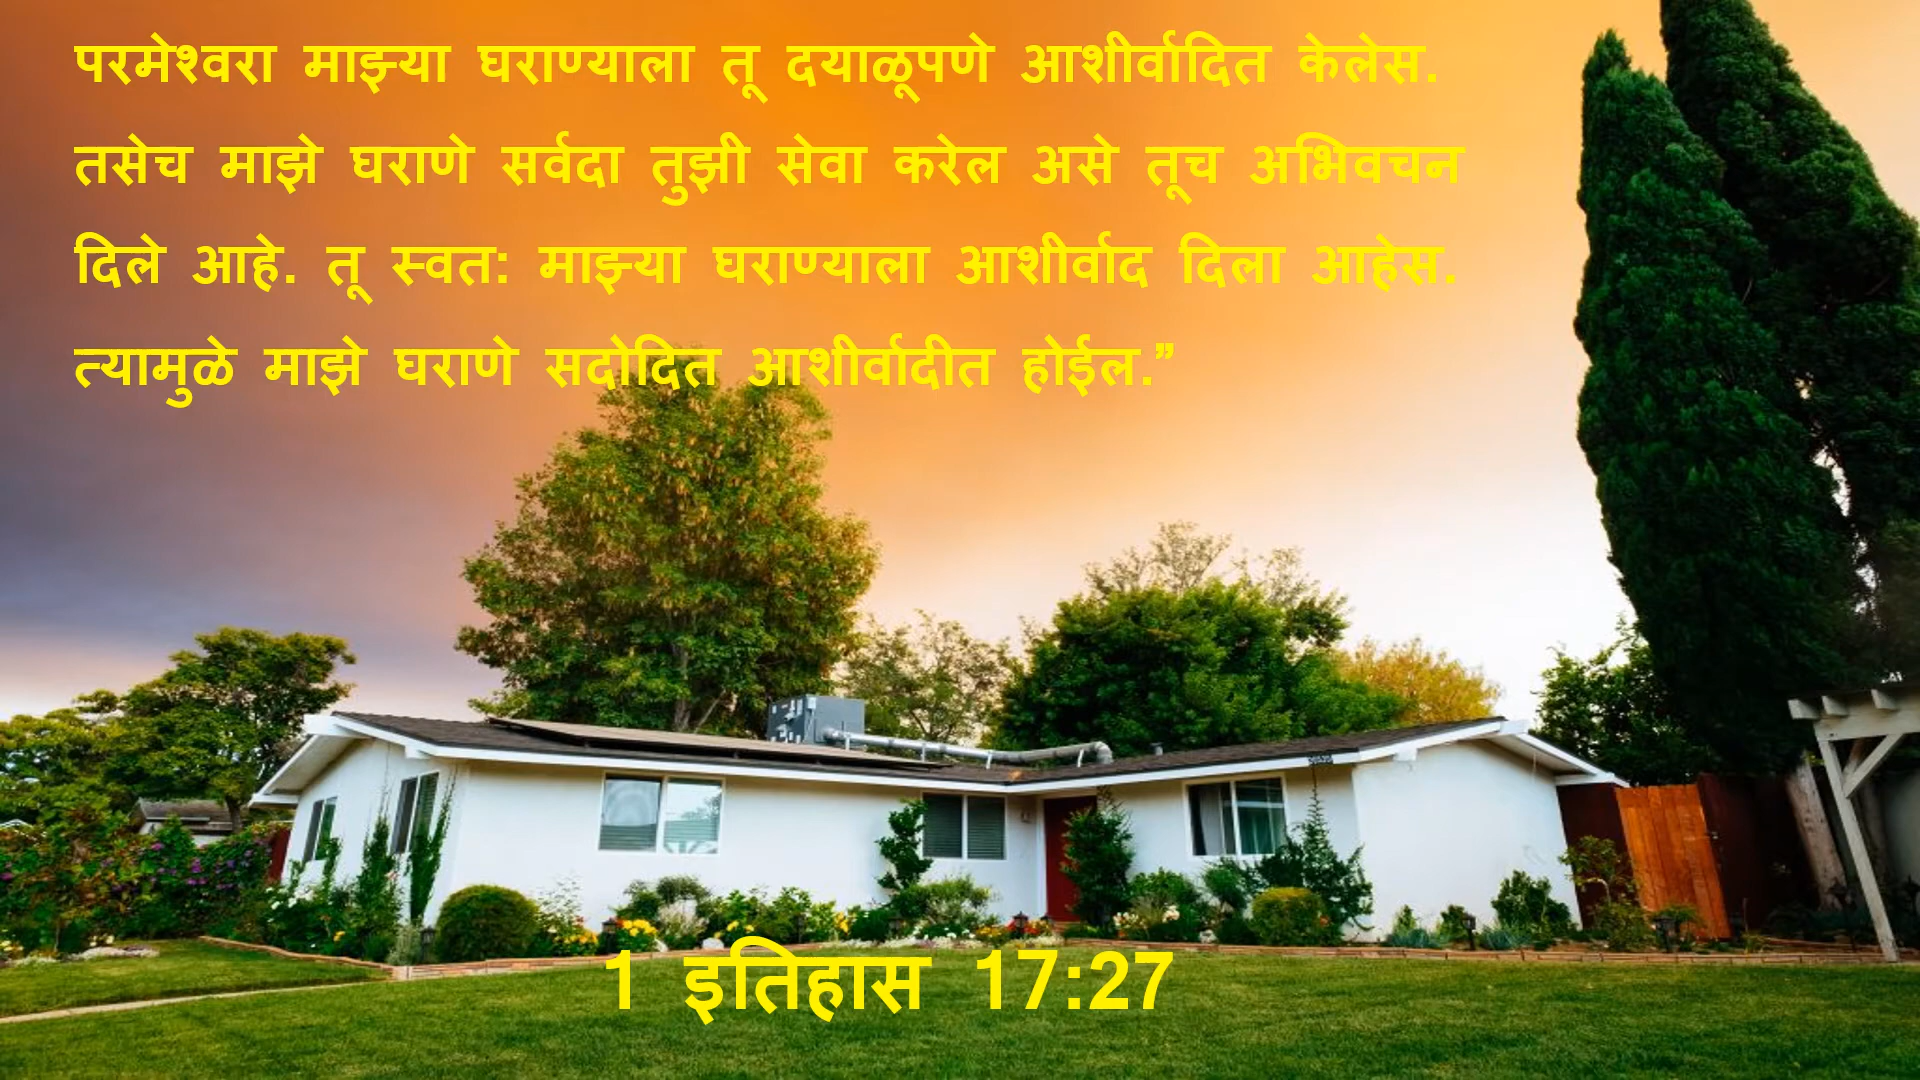 परमेश्वरा माझ्या घराण्याला तू दयाळूपणे आशीर्वादित केलेस.
तसेच माझे घराणे सर्वदा तुझी सेवा करेल असे तूच अभिवचन
दिले आहे. तू स्वत: माझ्या घराण्याला आशीर्वाद दिला आहेस.
त्यामुळे माझे घराणे सदोदित आशीर्वादीत होईल.”
1 इतिहास 17:27